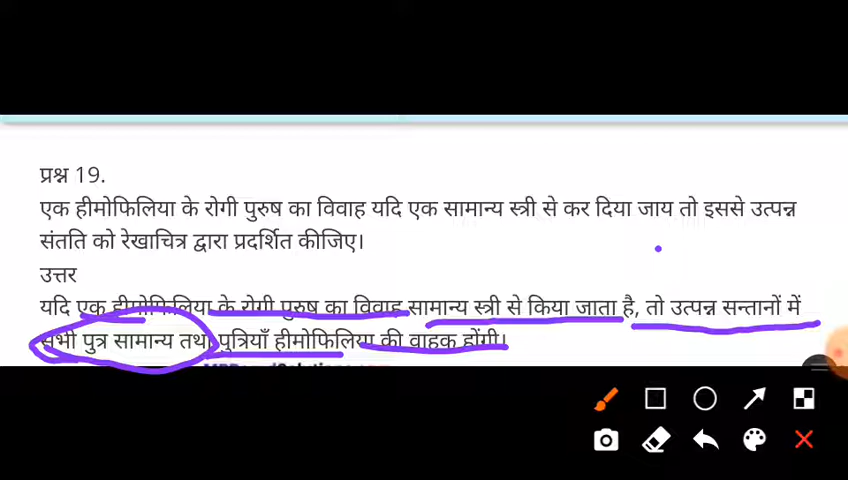 प्रश्न 19.
एक हीमोफिलिया के रोगी पुरुष का विवाह यदि एक सामान्य स्त्री से कर दिया जाय तो इससे उत्पन्न
संतति को रेखाचित्र द्वारा प्रदर्शित कीजिए।
उत्तर
यदि एक हीमोफिलिया के रोगी पुरुष का विवाह सामान्य स्त्री से किया जाता है, तो उत्पन्न सन्तानों में
सभी पुत्र सामान्य तथा पुत्रियाँ हीमोफिलिया की वाहक होंगी।